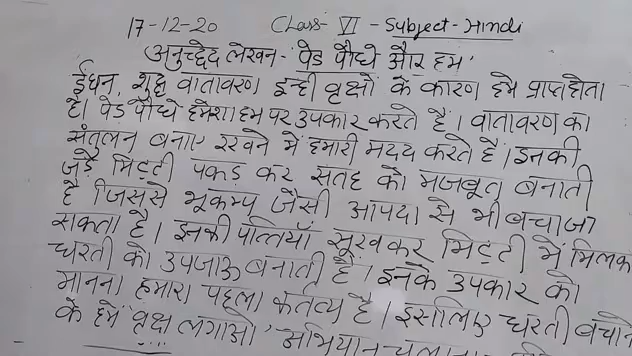 17-12-20 Class- VI - Subject- Hindi
अनुच्छेद लेखन- 'पेड पौधे और हम'
ईंधन, शुद्ध वातावरण इन्ही वृक्षों के कारण हमे प्राप्त होता
है। पेड पौधे हमेशा हम पर उपकार करते हैं। वातावरण का
संतुलन बनाए रखने में हमारी मदद करते हैं। इनकी
जड़ें मिट्टी पकड़ कर सतह को मजबूत बनाती
है जिससे भूकम्प जैसी आपदा से भी बचा जा
सकता है। इनकी पत्तियाँ सूखकर मिट्टी में मिलक
धरती को उपजाऊ बनाती हैं। इनके उपकार को
मानना हमारा पहला कर्तव्य है। इसलिए धरती बचाने
के हमें 'वृक्ष लगाओ' अभियान